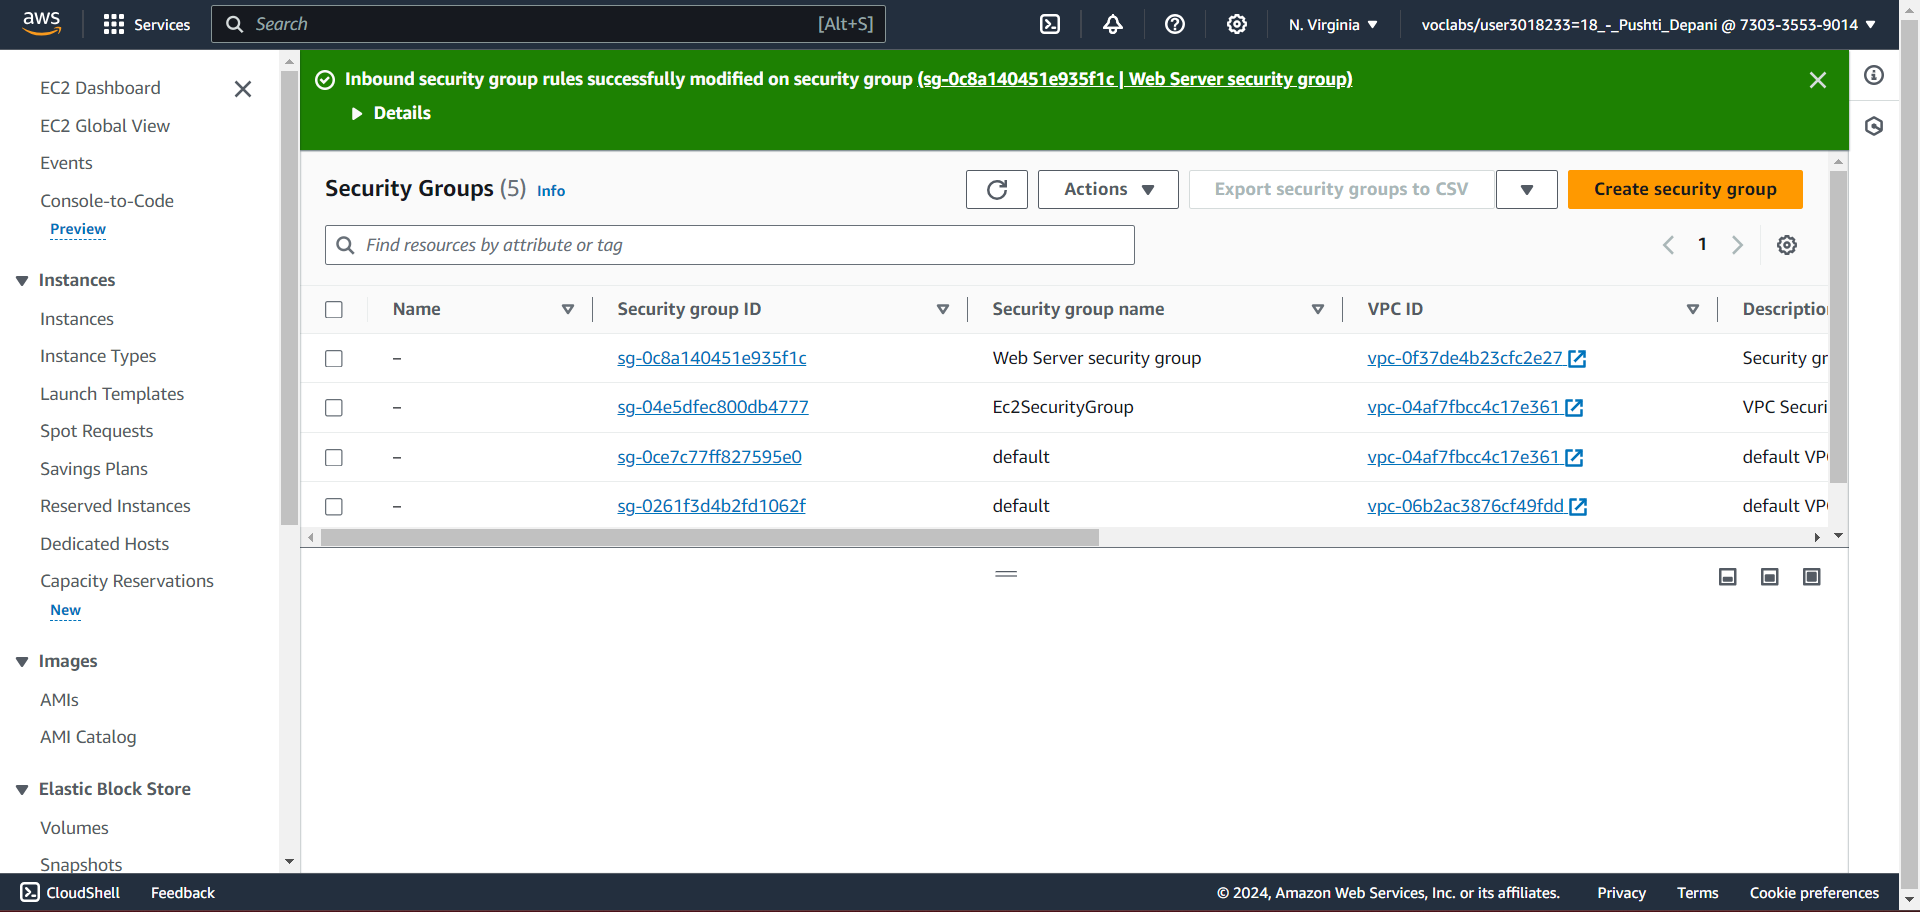 aws
Services
Search
[Alt+S]
N. Virginia
voclabs/user3018233=18_-_Pushti_Depani @ 7303-3553-9014
EC2 Dashboard
EC2 Global View
Events
Console-to-Code
Preview
Instances
Instances
Instance Types
Launch Templates
Spot Requests
Savings Plans
Reserved Instances
Dedicated Hosts
Capacity Reservations
New
Images
AMIs
AMI Catalog
Elastic Block Store
Volumes
Snapshots
Inbound security group rules successfully modified on security group (sg-0c8a140451e935f1c | Web Server security group)
Details
Security Groups (5) Info
Actions
Export security groups to CSV
Create security group
Find resources by attribute or tag
1
Name Security group ID Security group name VPC ID Descriptio
– sg-0c8a140451e935f1c Web Server security group vpc-0f37de4b23cfc2e27 Security gr
– sg-04e5dfec800db4777 Ec2SecurityGroup vpc-04af7fbcc4c17e361 VPC Securi
– sg-0ce7c77ff827595e0 default vpc-04af7fbcc4c17e361 default VP
– sg-0261f3d4b2fd1062f default vpc-06b2ac3876cf49fdd default VP
CloudShell
Feedback
© 2024, Amazon Web Services, Inc. or its affiliates.
Privacy
Terms
Cookie preferences